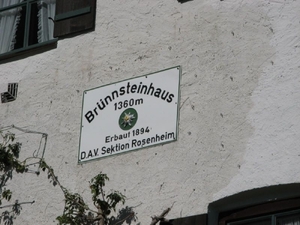 Brünnsteinhaus
1360m
Erbaut 1894
D.A.V. Sektion Rosenheim